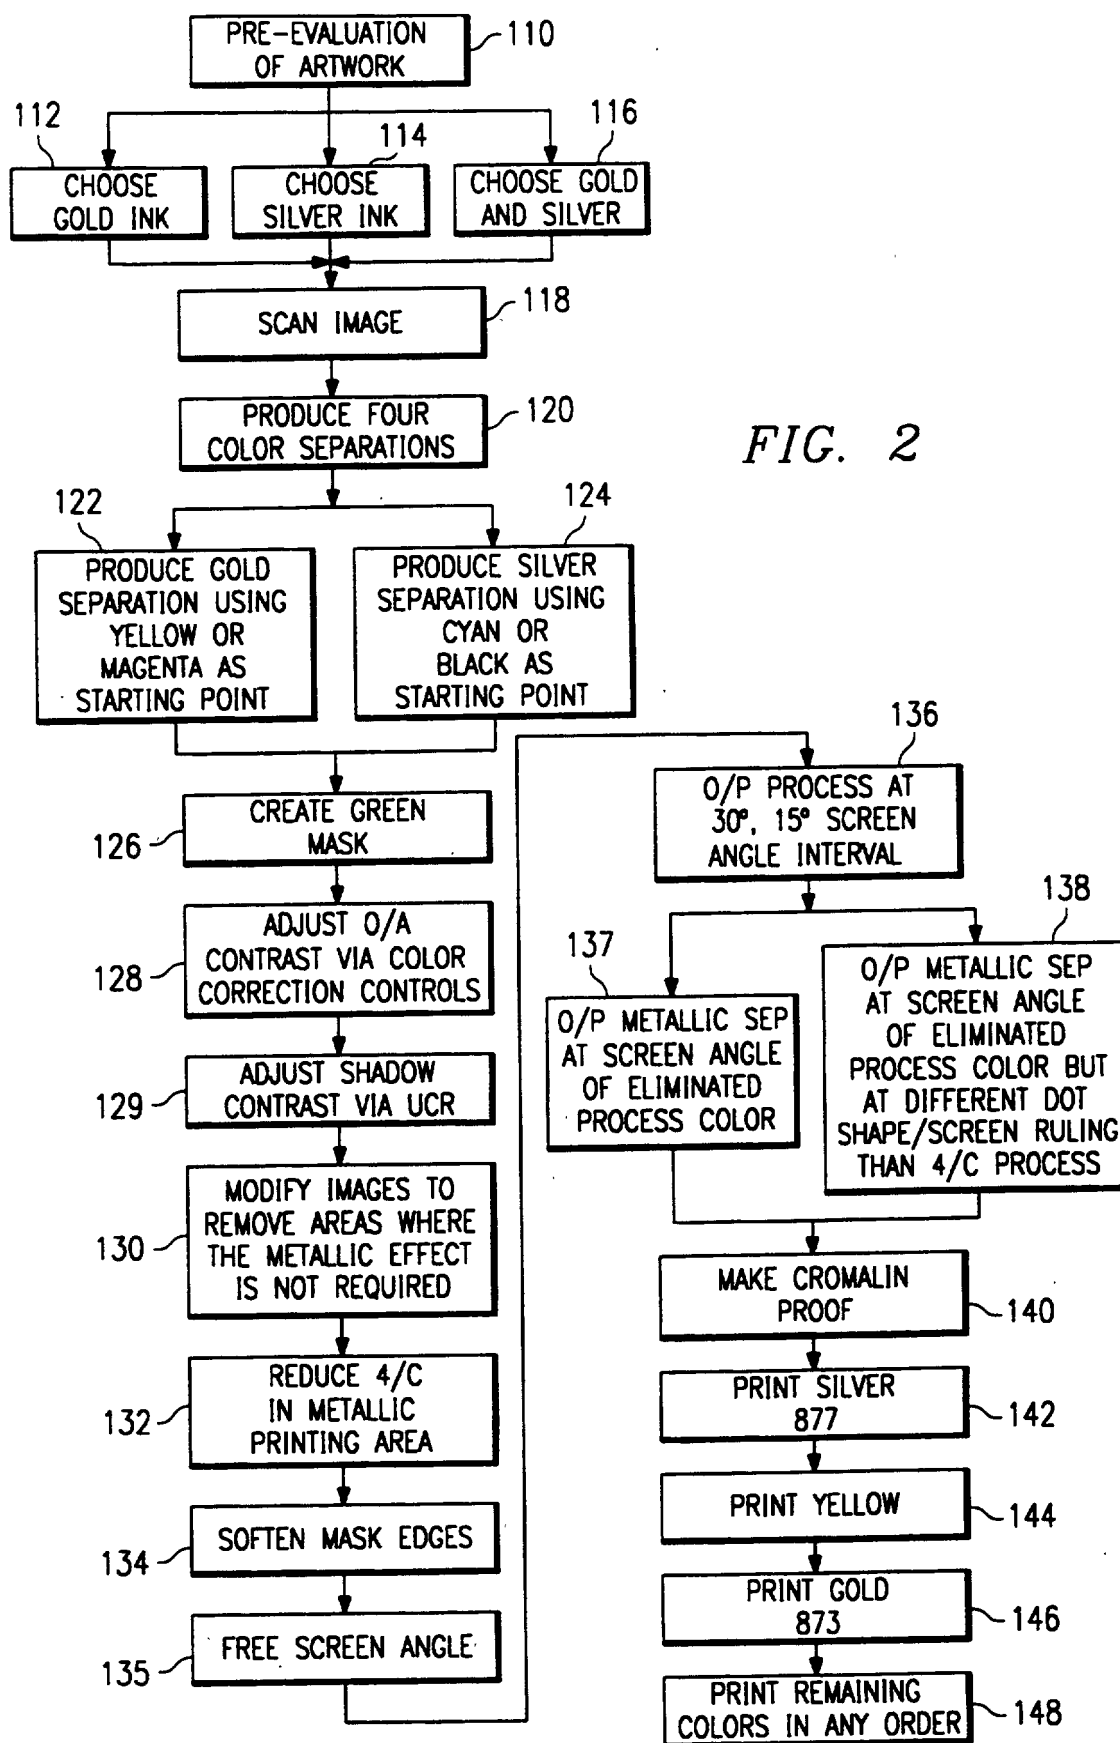 PRE-EVALUATION
OF ARTWORK
110
112
114
116
CHOOSE
GOLD INK
CHOOSE
SILVER INK
CHOOSE GOLD
AND SILVER
SCAN IMAGE
118
PRODUCE FOUR
COLOR SEPARATIONS
120
FIG. 2
122
124
PRODUCE GOLD
SEPARATION USING
YELLOW OR
MAGENTA AS
STARTING POINT
PRODUCE SILVER
SEPARATION USING
CYAN OR
BLACK AS
STARTING POINT
CREATE GREEN
MASK
126
ADJUST O/A
CONTRAST VIA COLOR
CORRECTION CONTROLS
128
ADJUST SHADOW
CONTRAST VIA UCR
129
MODIFY IMAGES TO
REMOVE AREAS WHERE
THE METALLIC EFFECT
IS NOT REQUIRED
130
REDUCE 4/C
IN METALLIC
PRINTING AREA
132
SOFTEN MASK EDGES
134
FREE SCREEN ANGLE
135
136
O/P PROCESS AT
30°, 15° SCREEN
ANGLE INTERVAL
137
O/P METALLIC SEP
AT SCREEN ANGLE
OF ELIMINATED
PROCESS COLOR
138
O/P METALLIC SEP
AT SCREEN ANGLE
OF ELIMINATED
PROCESS COLOR BUT
AT DIFFERENT DOT
SHAPE/SCREEN RULING
THAN 4/C PROCESS
MAKE CROMALIN
PROOF
140
PRINT SILVER
877
142
PRINT YELLOW
144
PRINT GOLD
873
146
PRINT REMAINING
COLORS IN ANY ORDER
148